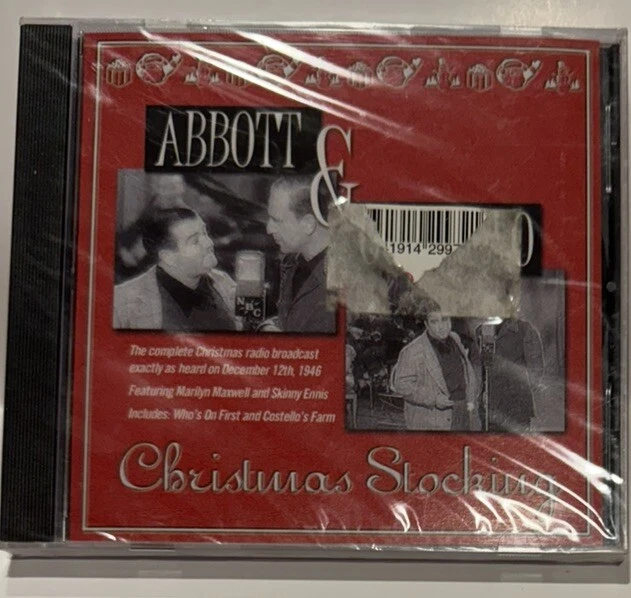 ABBOTT
&
O
1914 299
NBC
The complete Christmas radio broadcast
exactly as heard on December 12th, 1946
Featuring Marilyn Maxwell and Skinny Ennis
Includes: Who's On First and Costello's Farm
Christmas Stocking